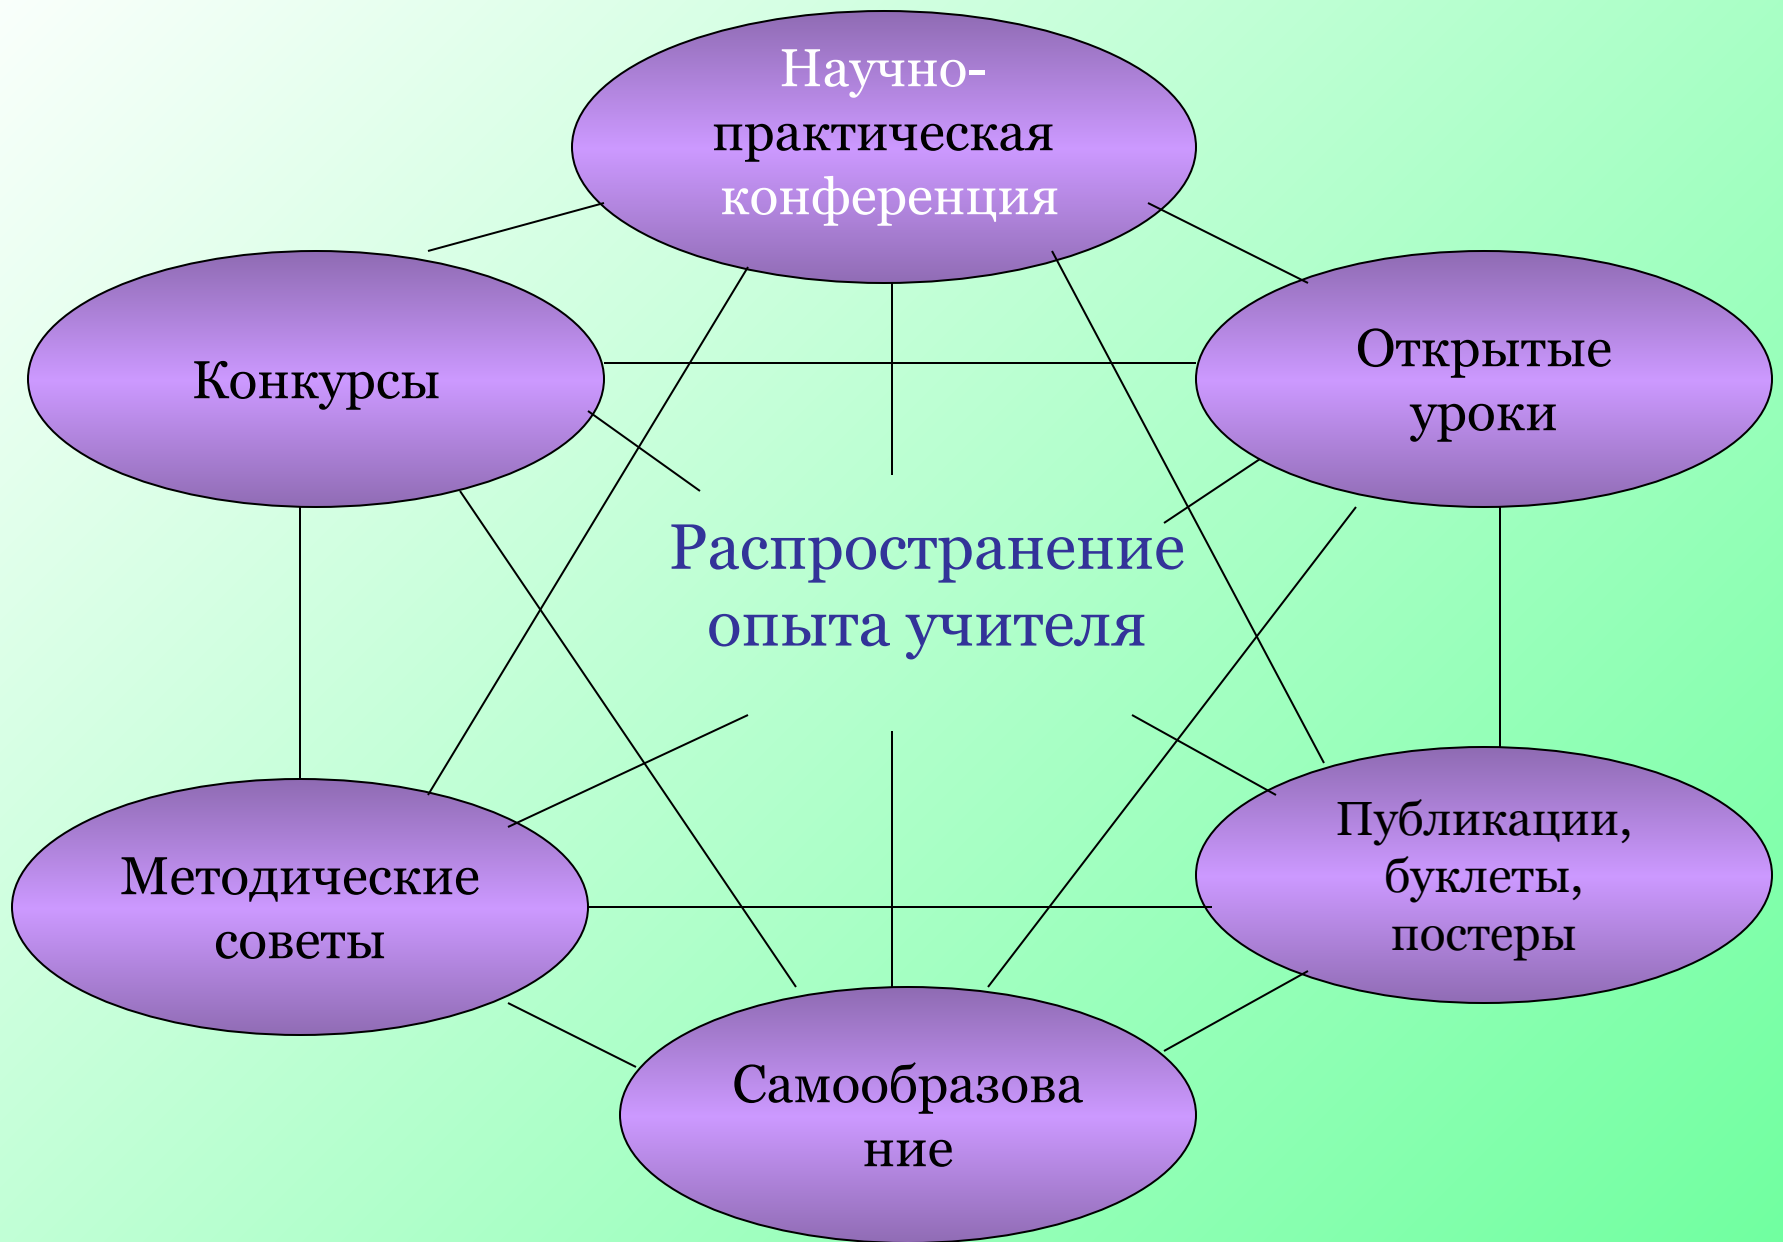 Научно-
практическая
конференция
Конкурсы
Открытые
уроки
Распространение
опыта учителя
Методические
советы
Публикации,
буклеты,
постеры
Самообразова
ние